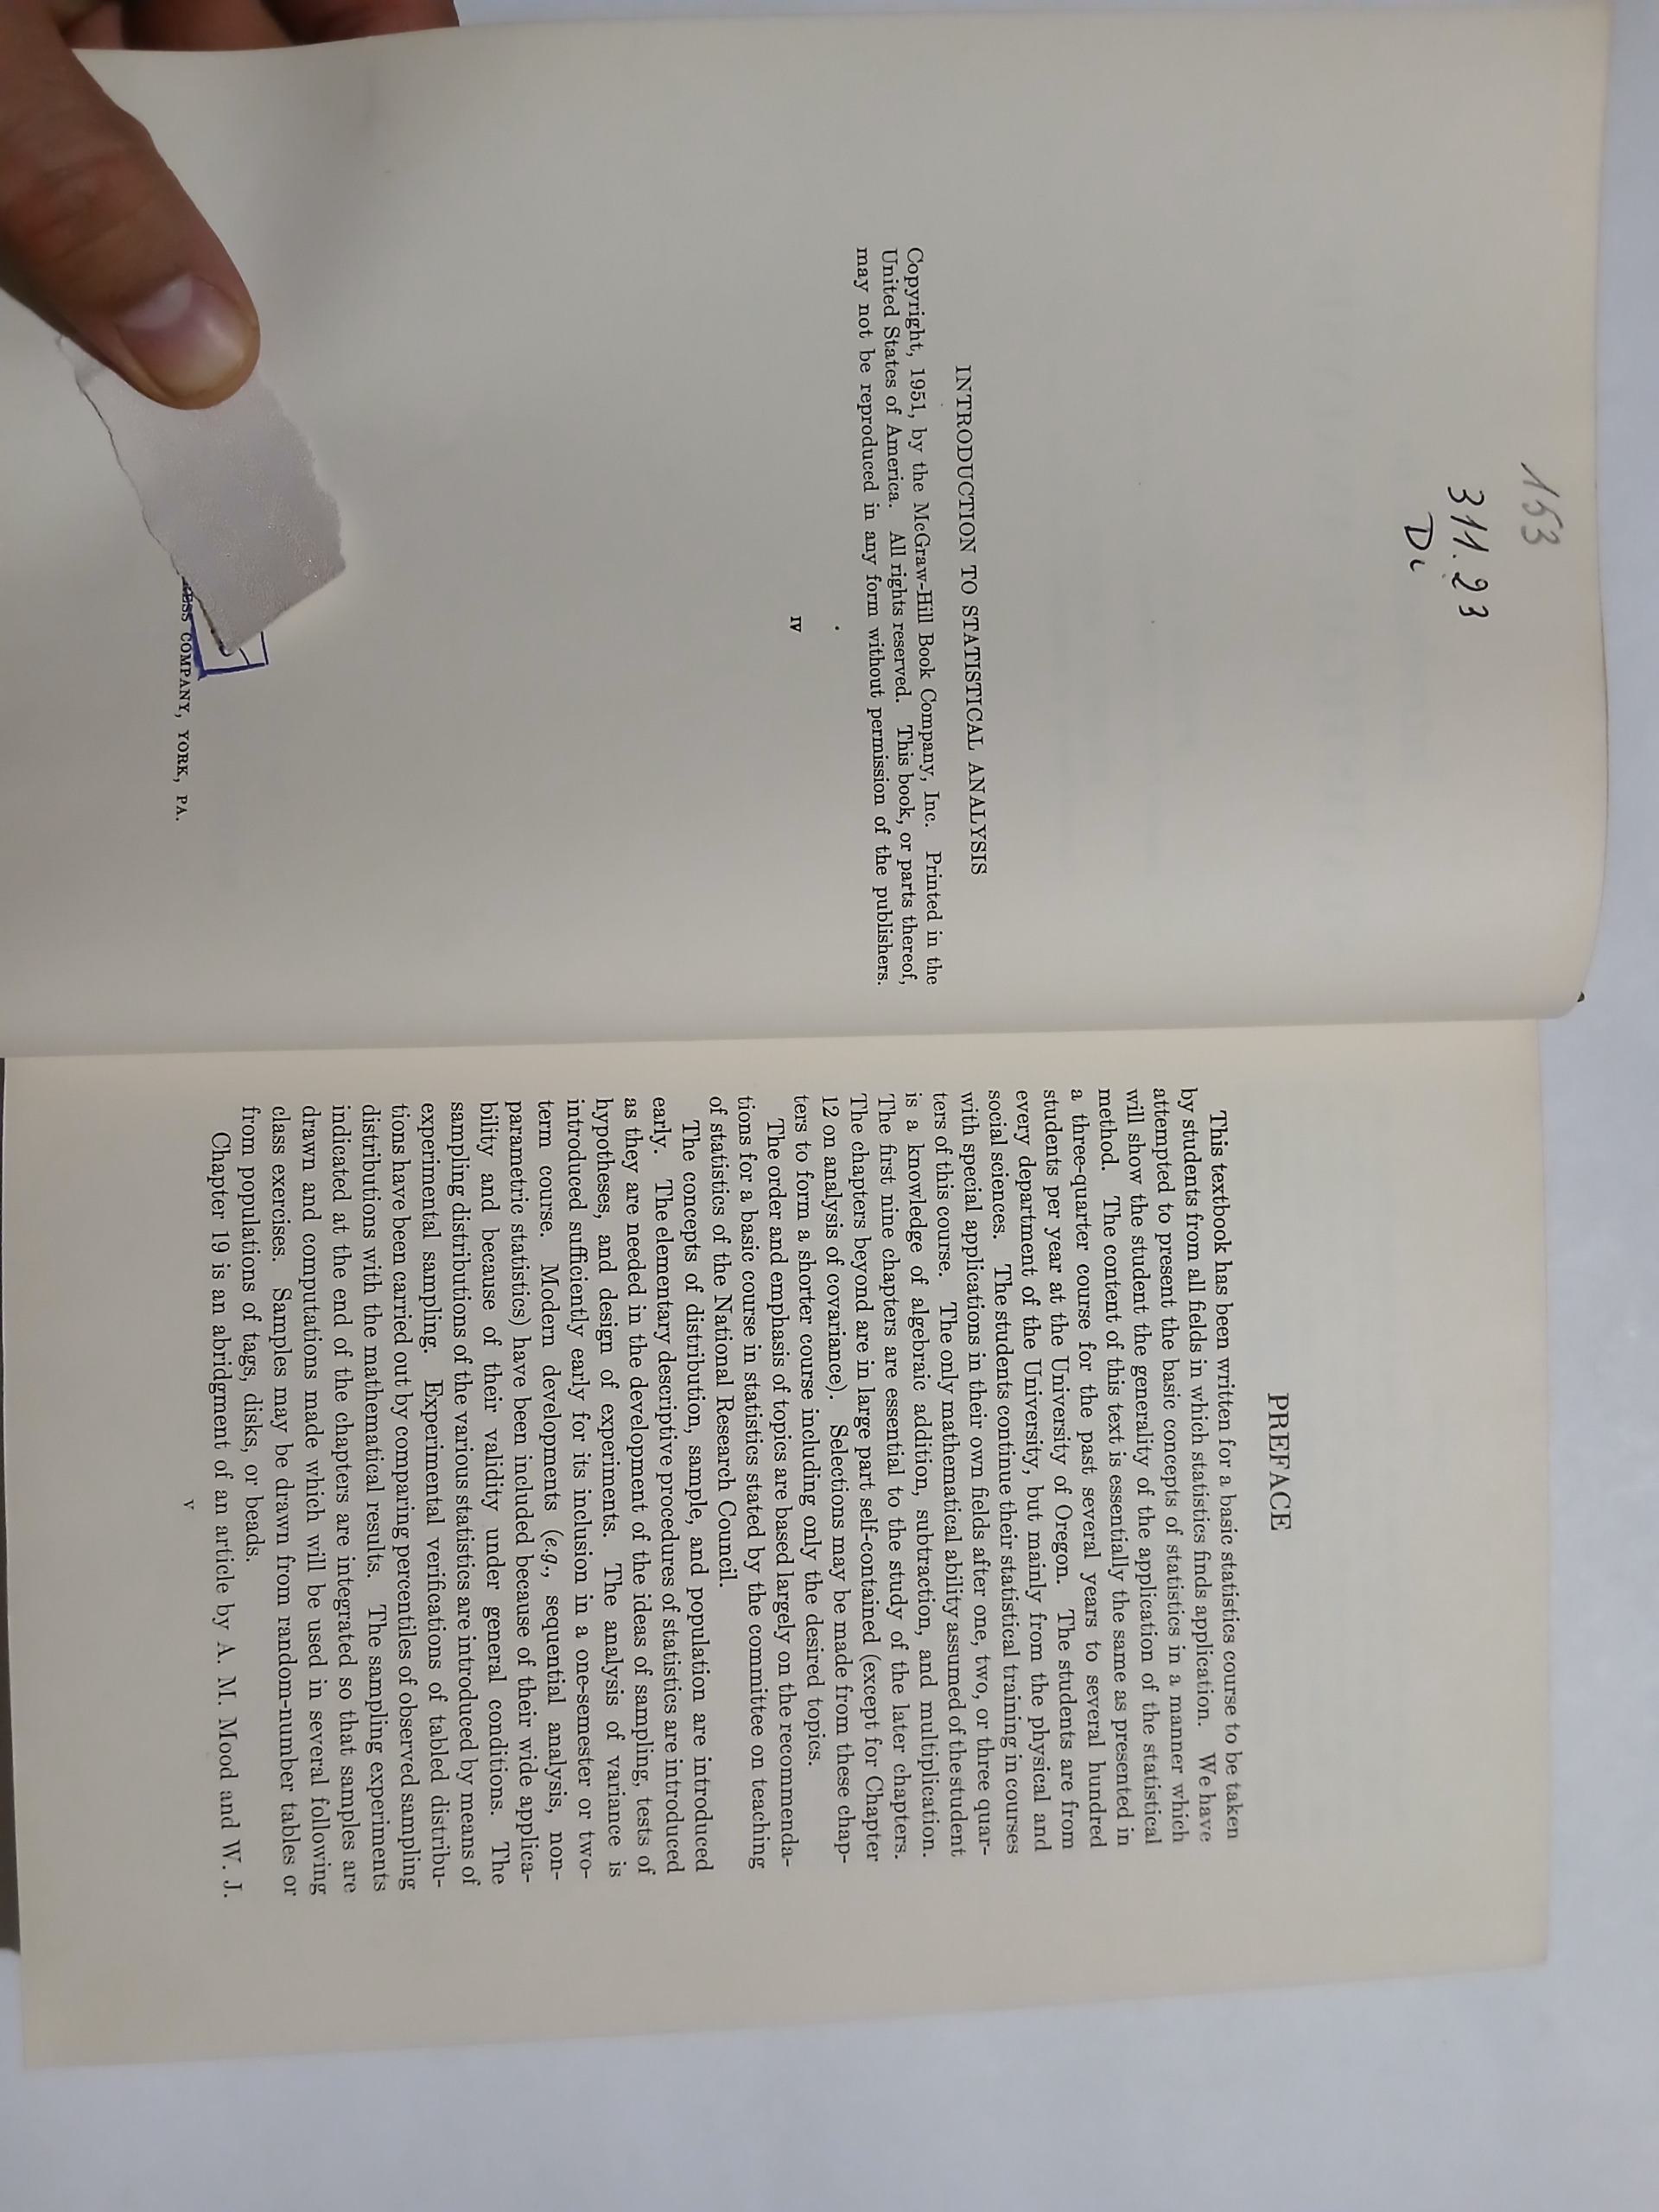 153
311.23
Di
INTRODUCTION TO STATISTICAL ANALYSIS
Copyright, 1951, by the McGraw-Hill Book Company, Inc. Printed in the
United States of America. All rights reserved. This book, or parts thereof,
may not be reproduced in any form without permission of the publishers.
IV
COMPANY, YORK, PA.
PREFACE
This textbook has been written for a basic statistics course to be taken
by students from all fields in which statistics finds application. We have
attempted to present the basic concepts of statistics in a manner which
will show the student the generality of the application of the statistical
method. The content of this text is essentially the same as presented in
a three-quarter course for the past several years to several hundred
students per year at the University of Oregon. The students are from
every department of the University, but mainly from the physical and
social sciences. The students continue their statistical training in courses
with special applications in their own fields after one, two, or three quar-
ters of this course. The only mathematical ability assumed of the student
is a knowledge of algebraic addition, subtraction, and multiplication.
The first nine chapters are essential to the study of the later chapters.
The chapters beyond are in large part self-contained (except for Chapter
12 on analysis of covariance). Selections may be made from these chap-
ters to form a shorter course including only the desired topics.
The order and emphasis of topics are based largely on the recommenda-
tions for a basic course in statistics stated by the committee on teaching
of statistics of the National Research Council.
The concepts of distribution, sample, and population are introduced
early. The elementary descriptive procedures of statistics are introduced
as they are needed in the development of the ideas of sampling, tests of
hypotheses, and design of experiments. The analysis of variance is
introduced sufficiently early for its inclusion in a one-semester or two-
term course. Modern developments (e.g., sequential analysis, non-
parametric statistics) have been included because of their wide applica-
bility and because of their validity under general conditions. The
sampling distributions of the various statistics are introduced by means of
experimental sampling. Experimental verifications of tabled distribu-
tions have been carried out by comparing percentiles of observed sampling
distributions with the mathematical results. The sampling experiments
indicated at the end of the chapters are integrated so that samples are
drawn and computations made which will be used in several following
class exercises. Samples may be drawn from random-number tables or
from populations of tags, disks, or beads.
Chapter 19 is an abridgment of an article by A. M. Mood and W. J.
v